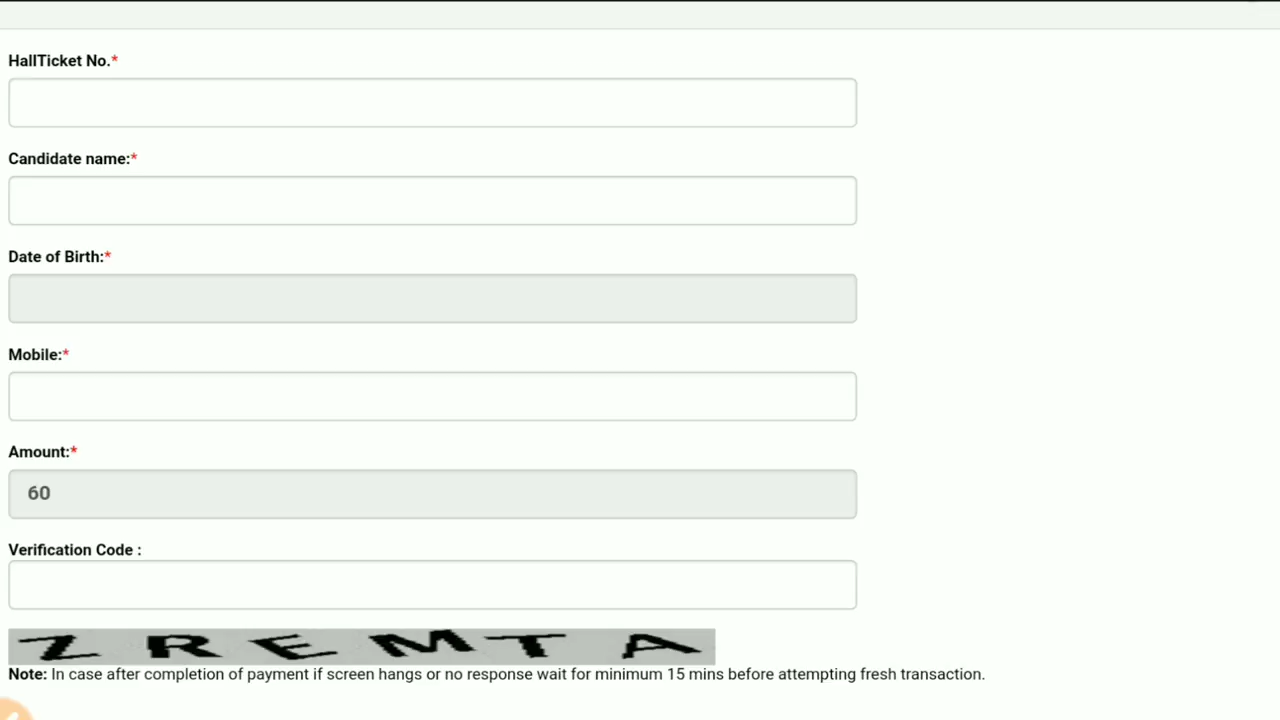 HallTicket No.*
Candidate name:*
Date of Birth:*
Mobile:*
Amount:*
60
Verification Code :
Z R E M T A
Note: In case after completion of payment if screen hangs or no response wait for minimum 15 mins before attempting fresh transaction.